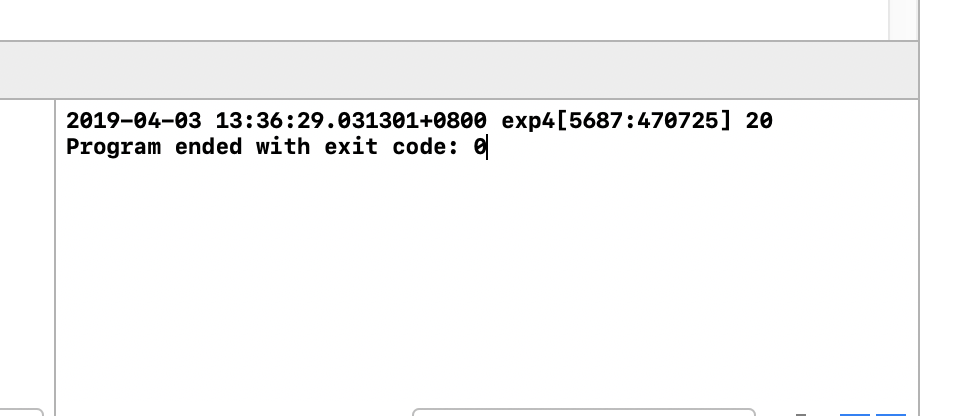 2019-04-03 13:36:29.031301+0800 exp4[5687:470725] 20
Program ended with exit code: 0